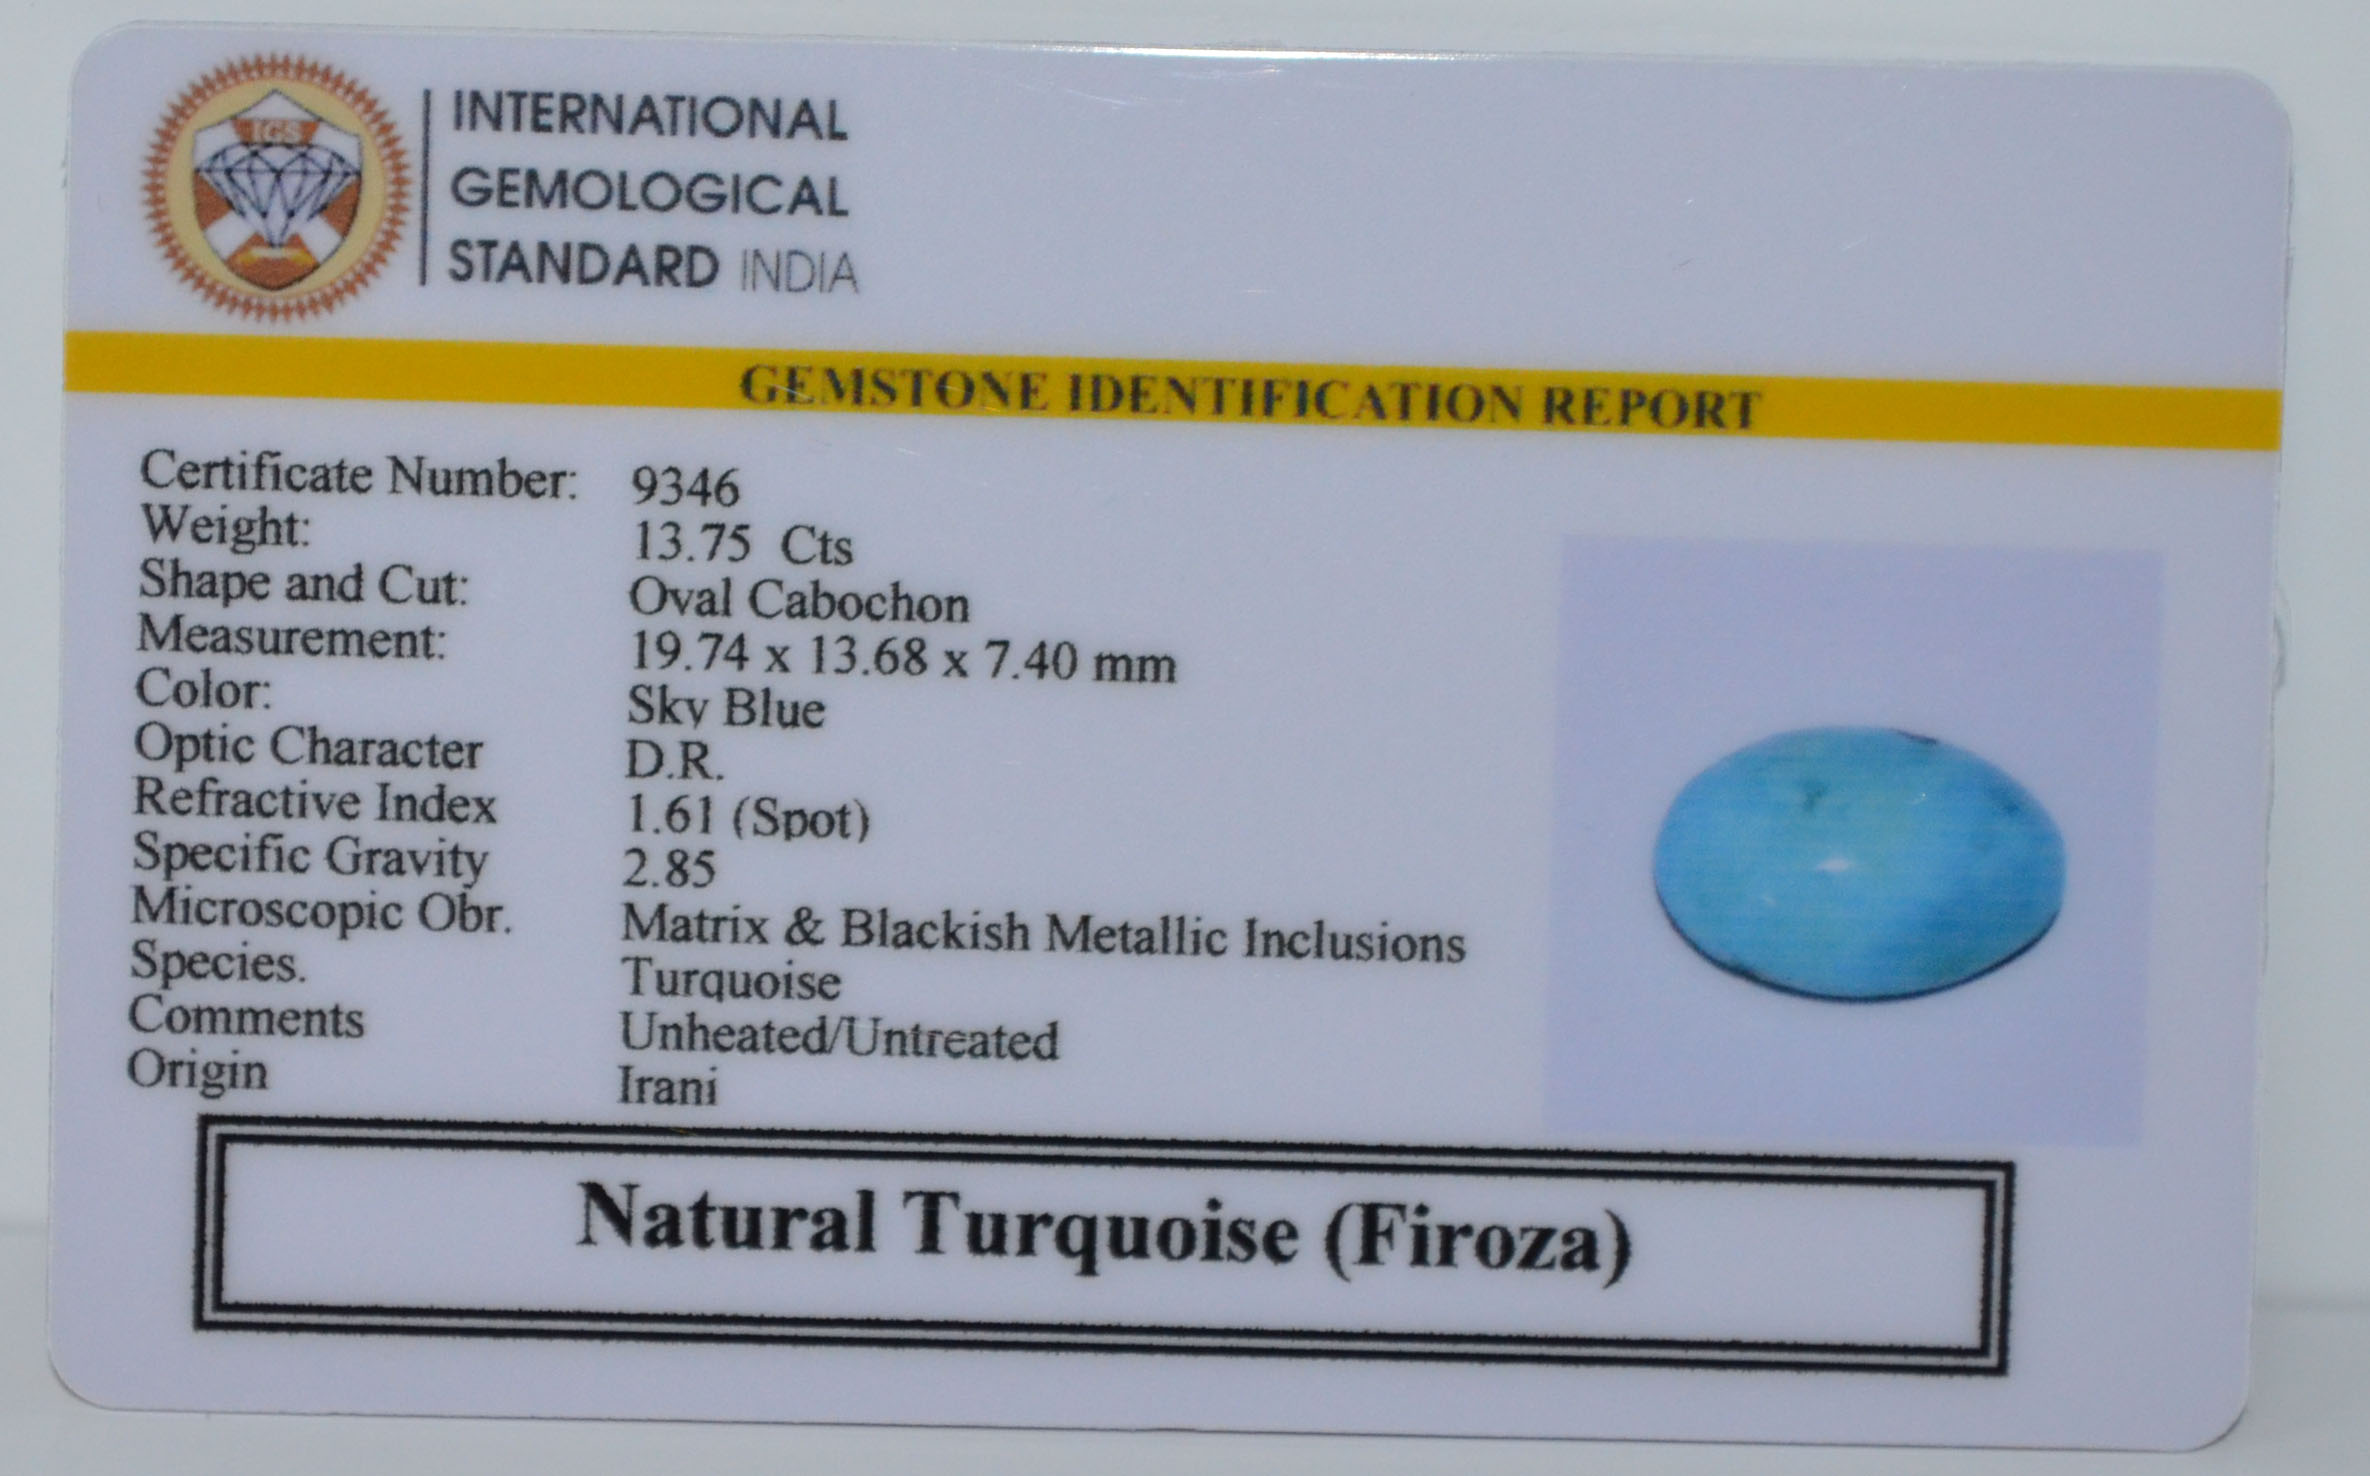 IGS
INTERNATIONAL
GEMOLOGICAL
STANDARD INDIA
GEMSTONE IDENTIFICATION REPORT
Certificate Number: 9346
Weight: 13.75 Cts
Shape and Cut: Oval Cabochon
Measurement: 19.74 x 13.68 x 7.40 mm
Color: Sky Blue
Optic Character D.R.
Refractive Index 1.61 (Spot)
Specific Gravity 2.85
Microscopic Obr. Matrix & Blackish Metallic Inclusions
Species. Turquoise
Comments Unheated/Untreated
Origin Irani
Natural Turquoise (Firoza)